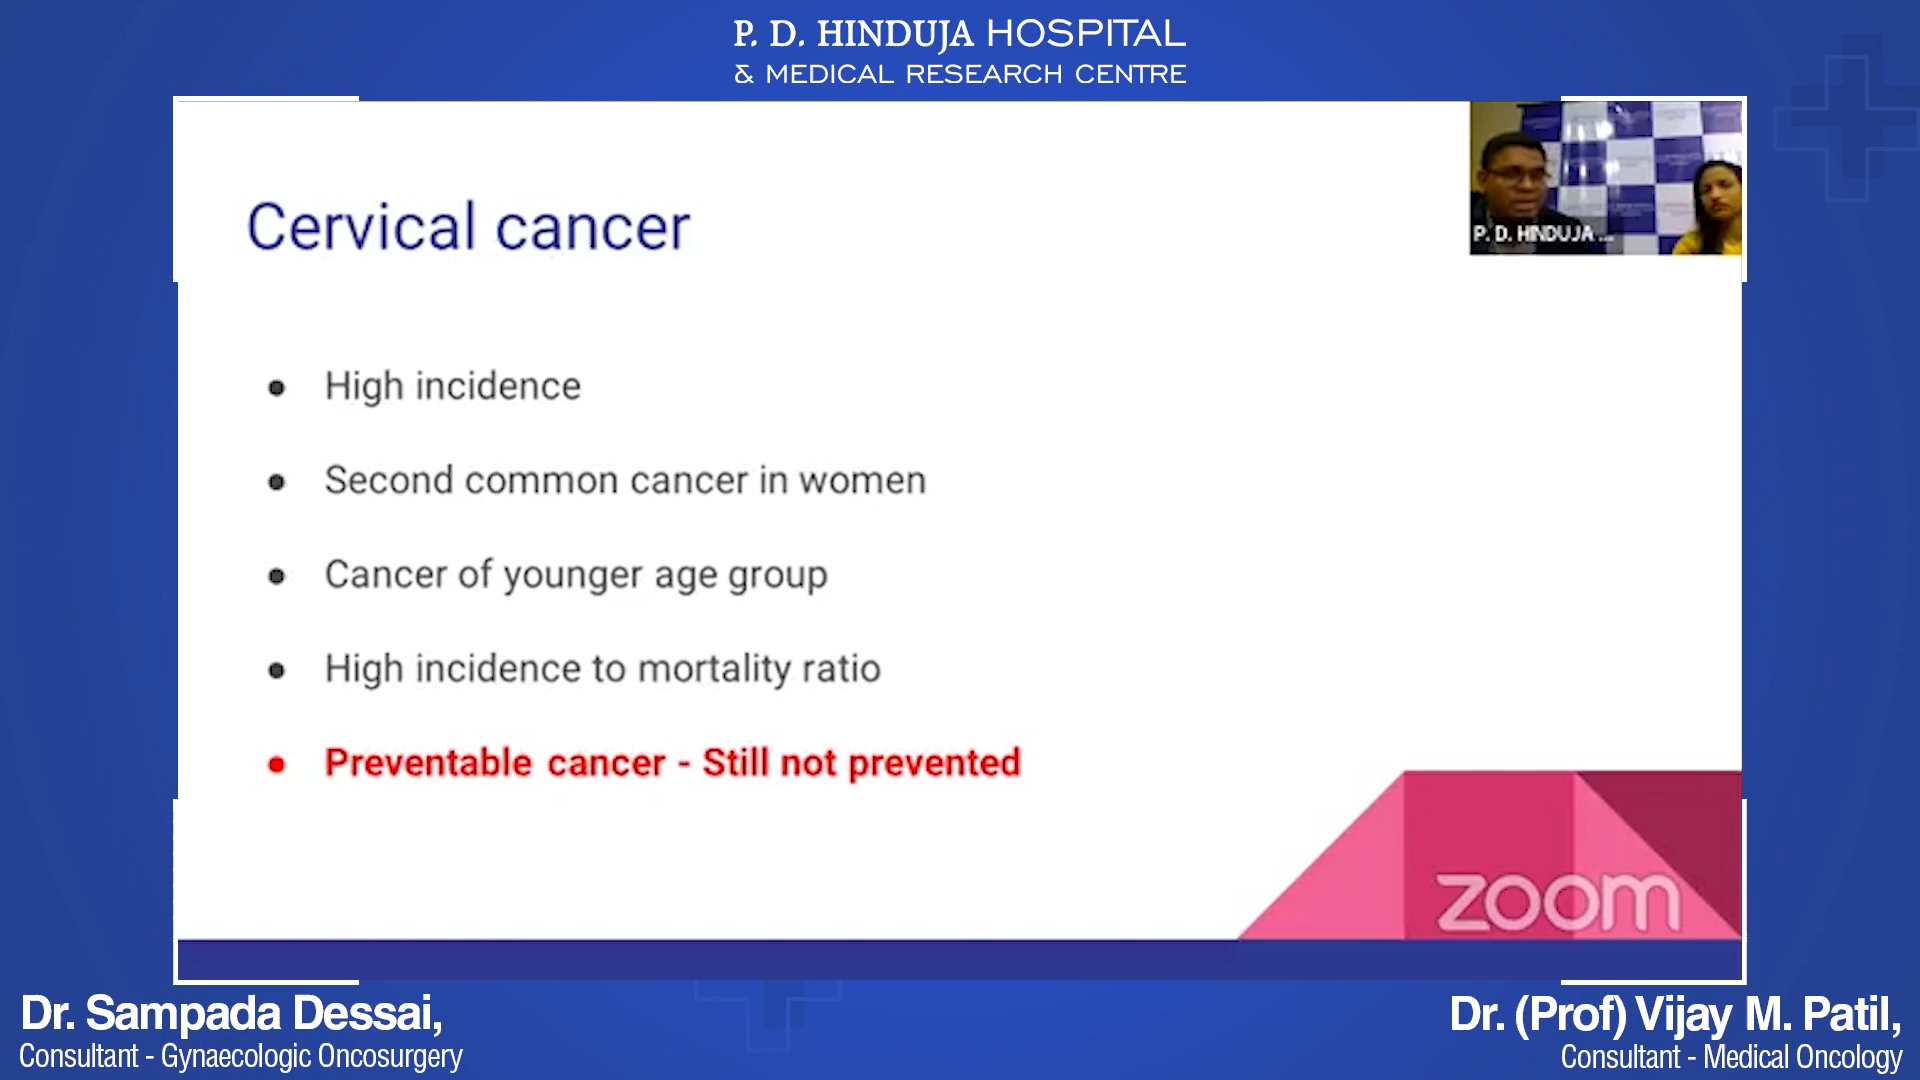 P. D. HINDUJA HOSPITAL
& MEDICAL RESEARCH CENTRE
P. D. HINDUJA ...
Cervical cancer
● High incidence
● Second common cancer in women
● Cancer of younger age group
● High incidence to mortality ratio
● Preventable cancer - Still not prevented
zoom
Dr. Sampada Dessai,
Consultant - Gynaecologic Oncosurgery
Dr. (Prof) Vijay M. Patil,
Consultant - Medical Oncology